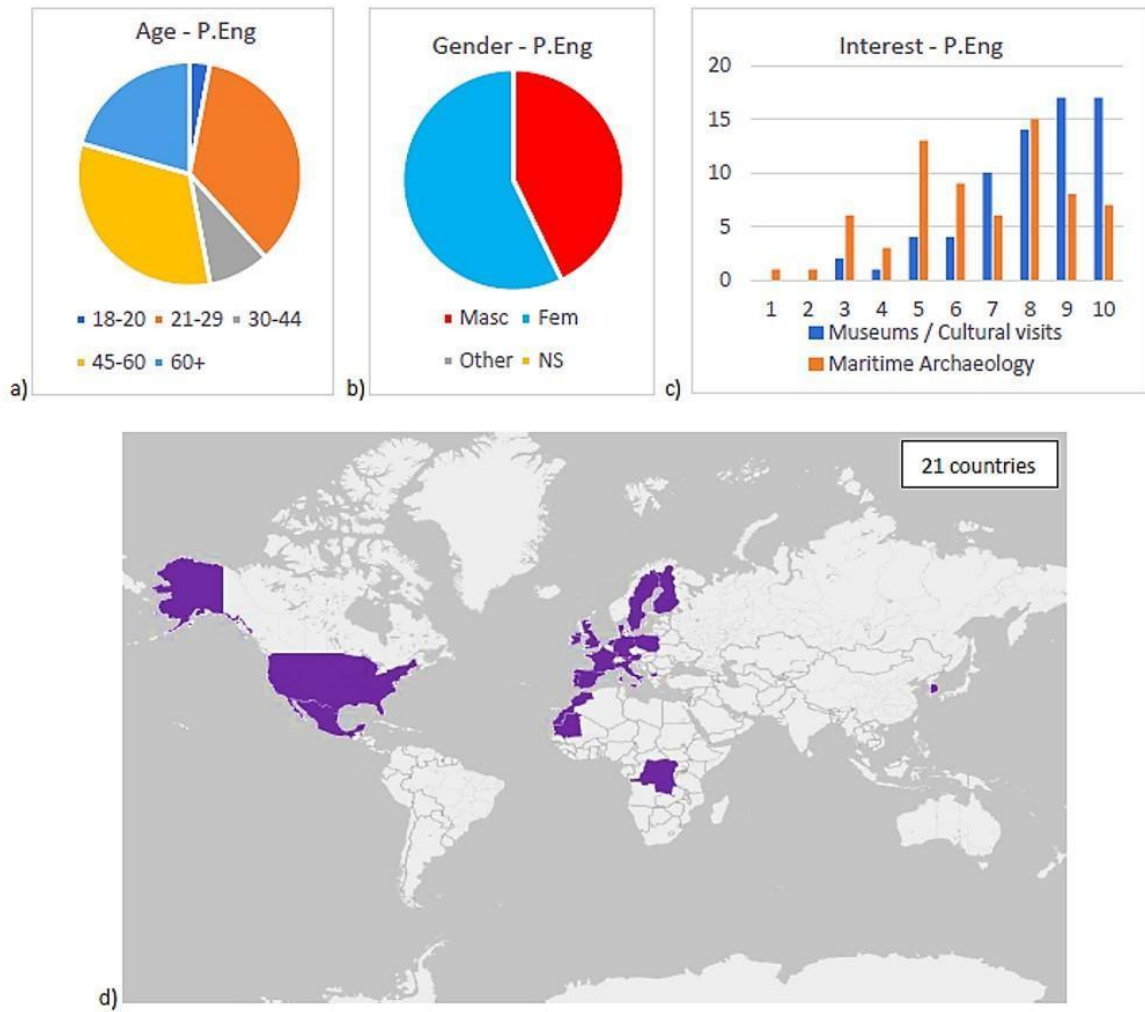 Age - P.Eng
18-20 21-29 30-44
45-60 60+
a)
Gender - P.Eng
Masc Fem
Other NS
b)
Interest - P.Eng
20
15
10
5
0
1 2 3 4 5 6 7 8 9 10
Museums / Cultural visits
Maritime Archaeology
c)
21 countries
d)